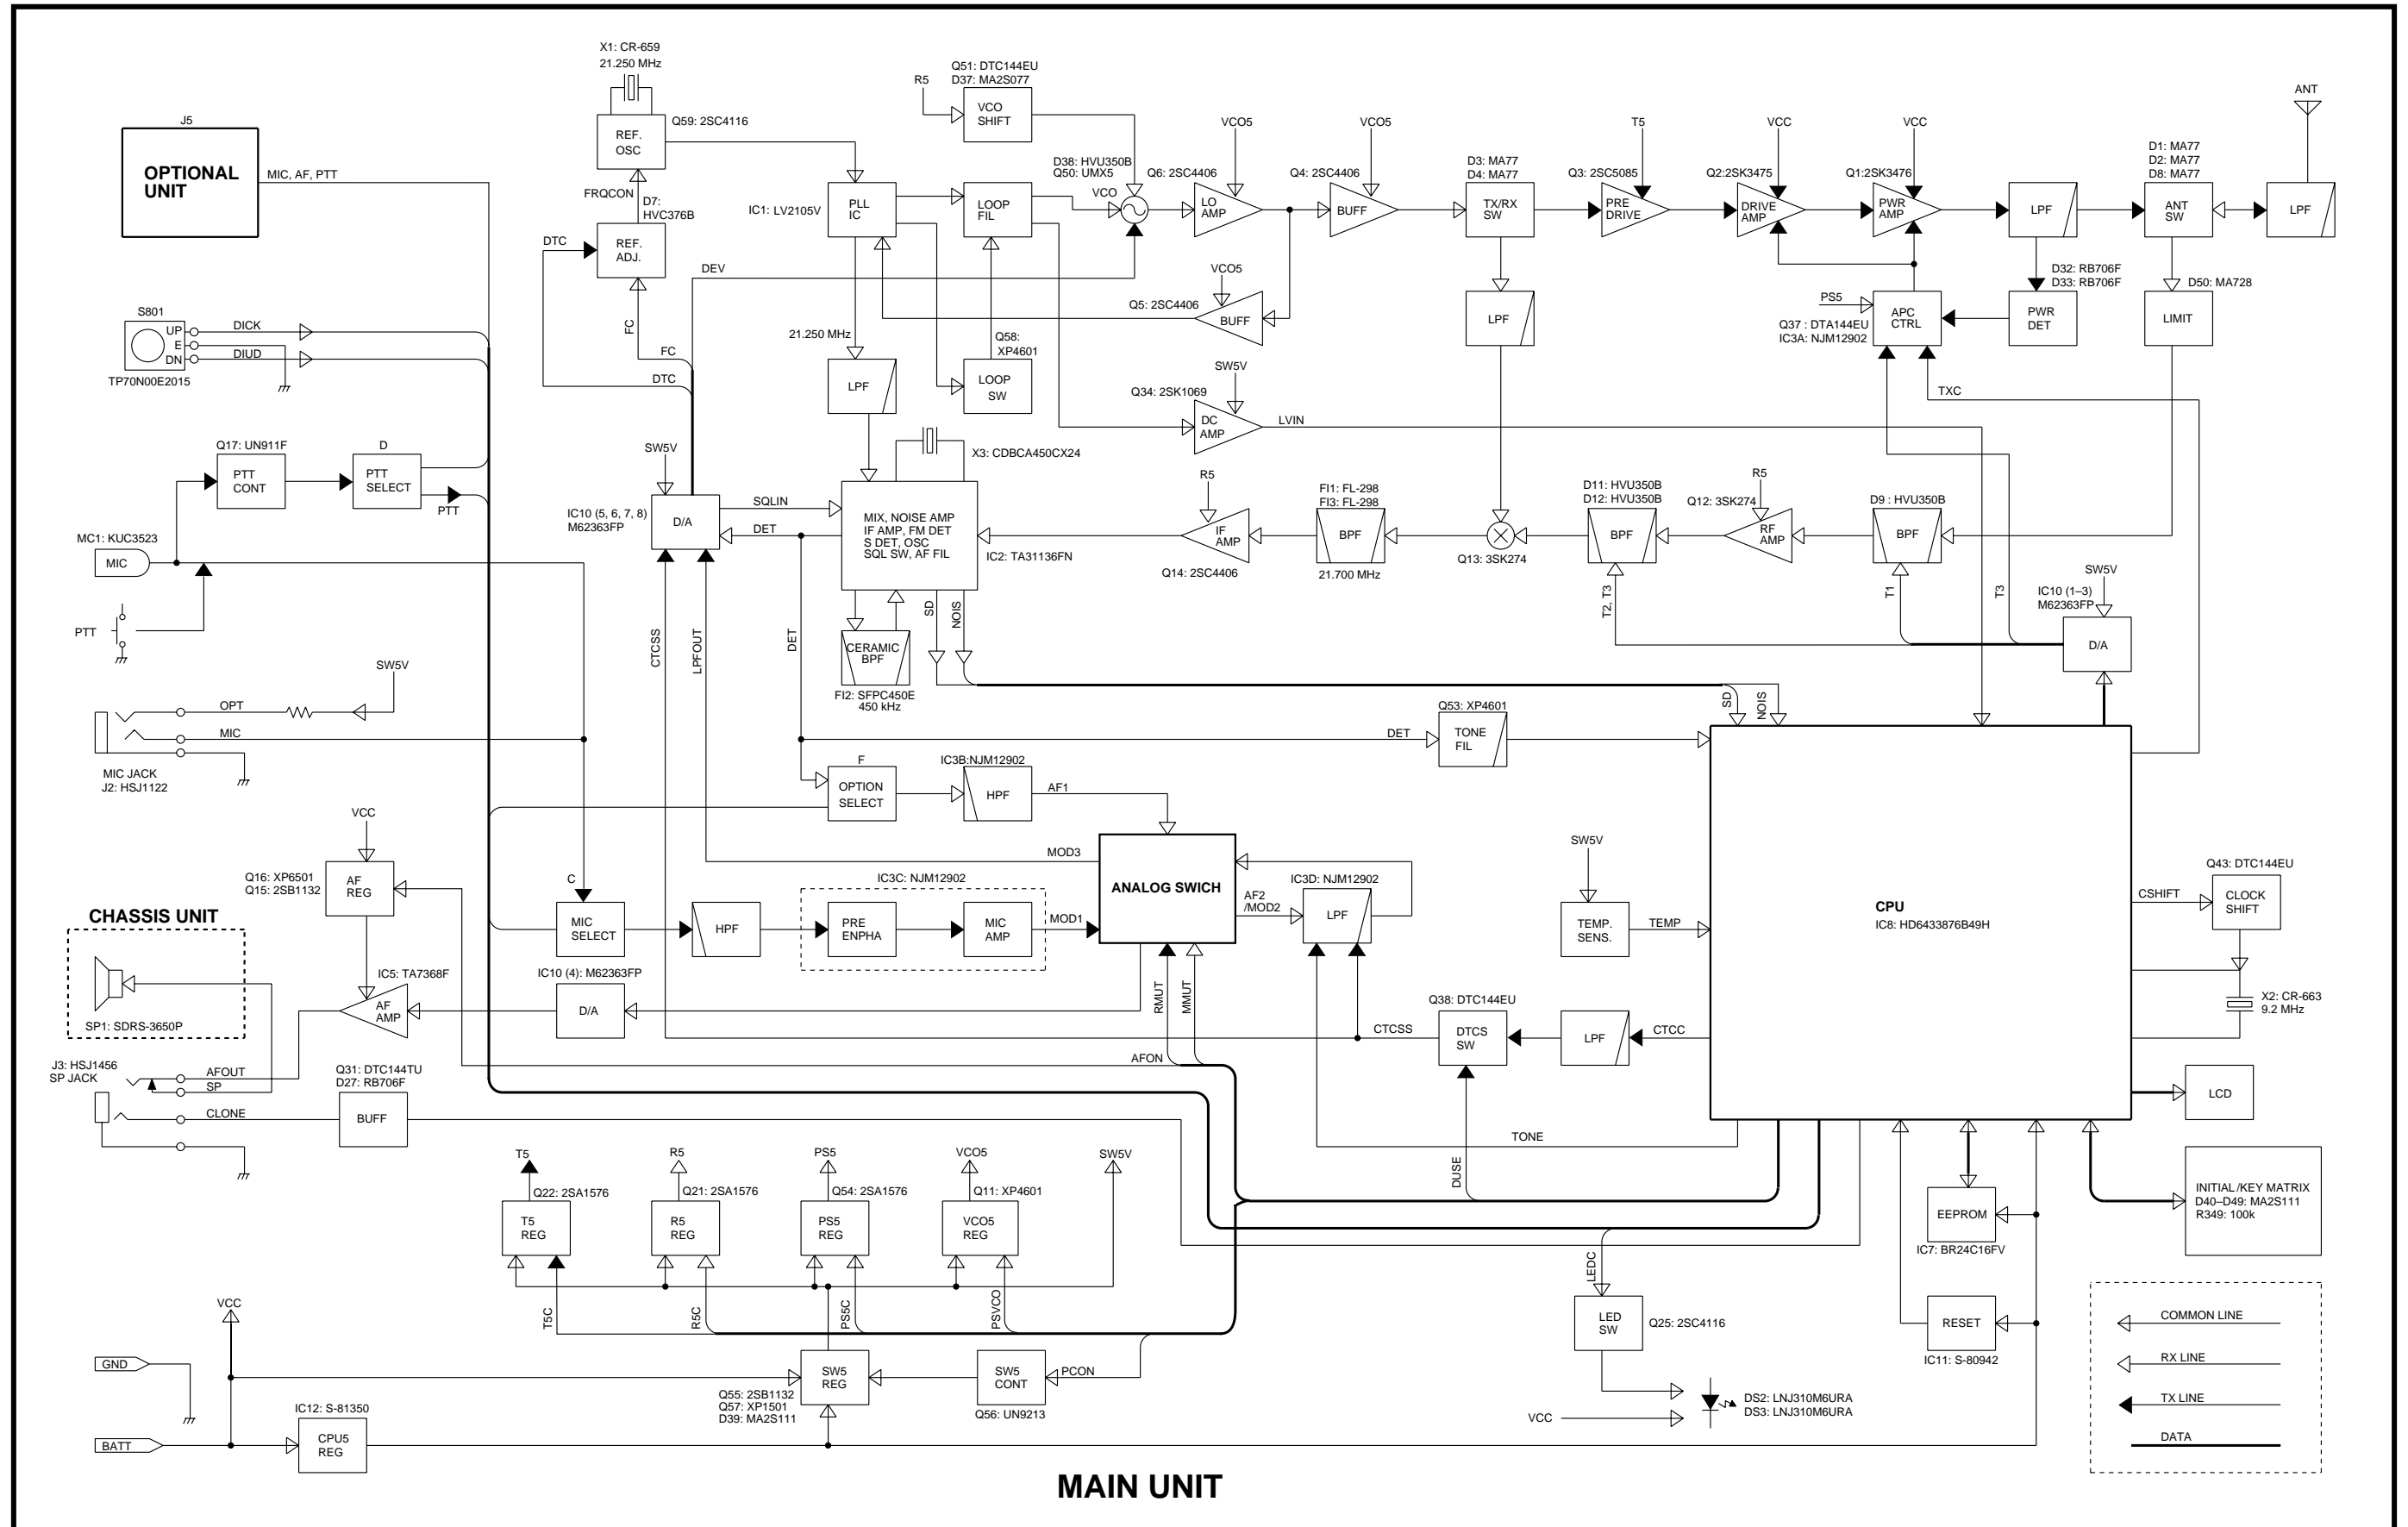 X1: CR-659
21.250 MHz
Q51: DTC144EU
D37: MA2S077
R5
VCO
SHIFT
ANT
J5
OPTIONAL
UNIT
MIC, AF, PTT
REF.
OSC
Q59: 2SC4116
VCO5
VCO5
T5
VCC
VCC
D1: MA77
D2: MA77
D8: MA77
FRQCON
D7:
HVC376B
IC1: LV2105V
PLL
IC
LOOP
FIL
D38: HVU350B
Q50: UMX5
VCO
Q6: 2SC4406
LO
AMP
Q4: 2SC4406
BUFF
D3: MA77
D4: MA77
TX/RX
SW
Q3: 2SC5085
PRE
DRIVE
Q2:2SK3475
DRIVE
AMP
Q1:2SK3476
PWR
AMP
LPF
ANT
SW
LPF
DTC
REF.
ADJ.
DEV
VCO5
Q5: 2SC4406
BUFF
LPF
PS5
APC
CTRL
Q37 : DTA144EU
IC3A: NJM12902
D32: RB706F
D33: RB706F
PWR
DET
D50: MA728
LIMIT
S801
UP
E
DN
DICK
DIUD
TP70N00E2015
FC
FC
DTC
21.250 MHz
LPF
Q58:
XP4601
LOOP
SW
SW5V
Q34: 2SK1069
DC
AMP
LVIN
TXC
Q17: UN911F
PTT
CONT
D
PTT
SELECT
PTT
SW5V
IC10 (5, 6, 7, 8)
M62363FP
D/A
SQLIN
DET
X3: CDBCA450CX24
MIX, NOISE AMP
IF AMP, FM DET
S DET, OSC
SQL SW, AF FIL
IC2: TA31136FN
R5
IF
AMP
Q14: 2SC4406
FI1: FL-298
FI3: FL-298
BPF
21.700 MHz
Q13: 3SK274
D11: HVU350B
D12: HVU350B
BPF
R5
Q12: 3SK274
RF
AMP
D9 : HVU350B
BPF
MC1: KUC3523
MIC
PTT
CTCSS
LPFOUT
DET
CERAMIC
BPF
FI2: SFPC450E
450 kHz
SD
NOIS
T2, T3
T1
T3
SW5V
IC10 (1–3)
M62363FP
D/A
SW5V
OPT
MIC
MIC JACK
J2: HSJ1122
DET
Q53: XP4601
TONE
FIL
SD
NOIS
F
OPTION
SELECT
IC3B:NJM12902
HPF
AF1
VCC
Q16: XP6501
Q15: 2SB1132
AF
REG
C
MIC
SELECT
HPF
IC3C: NJM12902
PRE
ENPHA
MIC
AMP
MOD3
MOD1
ANALOG SWICH
AF2
/MOD2
IC3D: NJM12902
LPF
SW5V
TEMP.
SENS.
TEMP
CPU
IC8: HD6433876B49H
Q43: DTC144EU
CSHIFT
CLOCK
SHIFT
X2: CR-663
9.2 MHz
CHASSIS UNIT
SP1: SDRS-3650P
IC5: TA7368F
AF
AMP
IC10 (4): M62363FP
D/A
RMUT
MMUT
CTCSS
Q38: DTC144EU
DTCS
SW
LPF
CTCC
AFON
J3: HSJ1456
SP JACK
AFOUT
SP
CLONE
Q31: DTC144TU
D27: RB706F
BUFF
LCD
TONE
DUSE
T5
Q22: 2SA1576
T5
REG
R5
Q21: 2SA1576
R5
REG
PS5
Q54: 2SA1576
PS5
REG
VCO5
Q11: XP4601
VCO5
REG
SW5V
EEPROM
IC7: BR24C16FV
INITIAL/KEY MATRIX
D40–D49: MA2S111
R349: 100k
T5C
R5C
PS5C
PSVCO
LEDC
LED
SW
Q25: 2SC4116
RESET
IC11: S-80942
COMMON LINE
RX LINE
TX LINE
DATA
VCC
GND
BATT
IC12: S-81350
CPU5
REG
SW5
REG
Q55: 2SB1132
Q57: XP1501
D39: MA2S111
SW5
CONT
PCON
Q56: UN9213
VCC
DS2: LNJ310M6URA
DS3: LNJ310M6URA
MAIN UNIT